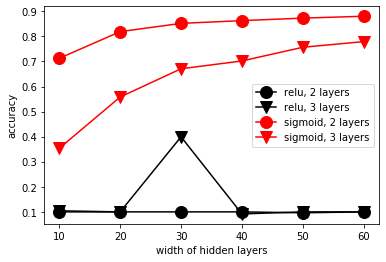 0.9
0.8
0.7
0.6
0.5
0.4
0.3
0.2
0.1
accuracy
relu, 2 layers
relu, 3 layers
sigmoid, 2 layers
sigmoid, 3 layers
10 20 30 40 50 60
width of hidden layers